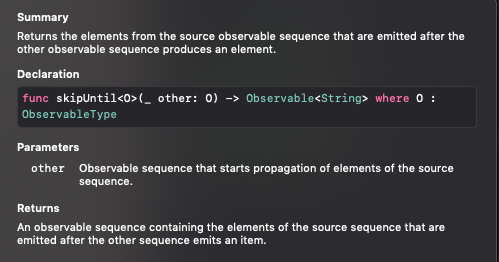 Summary
Returns the elements from the source observable sequence that are emitted after the
other observable sequence produces an element.
Declaration
func skipUntil<O>(_ other: O) -> Observable<String> where O :
ObservableType
Parameters
other Observable sequence that starts propagation of elements of the source
sequence.
Returns
An observable sequence containing the elements of the source sequence that are
emitted after the other sequence emits an item.